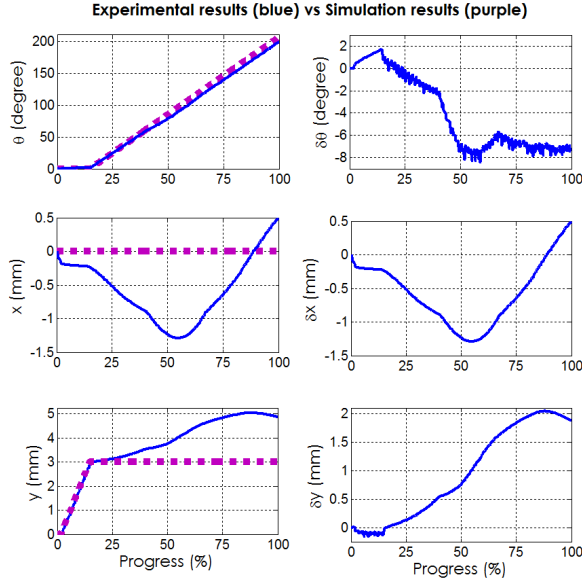 Experimental results (blue) vs Simulation results (purple)
200
150
100
50
0
θ (degree)
0 25 50 75 100
2
0
-2
-4
-6
-8
δθ (degree)
0 25 50 75 100
0.5
0
-0.5
-1
-1.5
x (mm)
0 25 50 75 100
0.5
0
-0.5
-1
-1.5
δx (mm)
0 25 50 75 100
5
4
3
2
1
0
y (mm)
0 25 50 75 100
Progress (%)
2
1.5
1
0.5
0
δy (mm)
0 25 50 75 100
Progress (%)